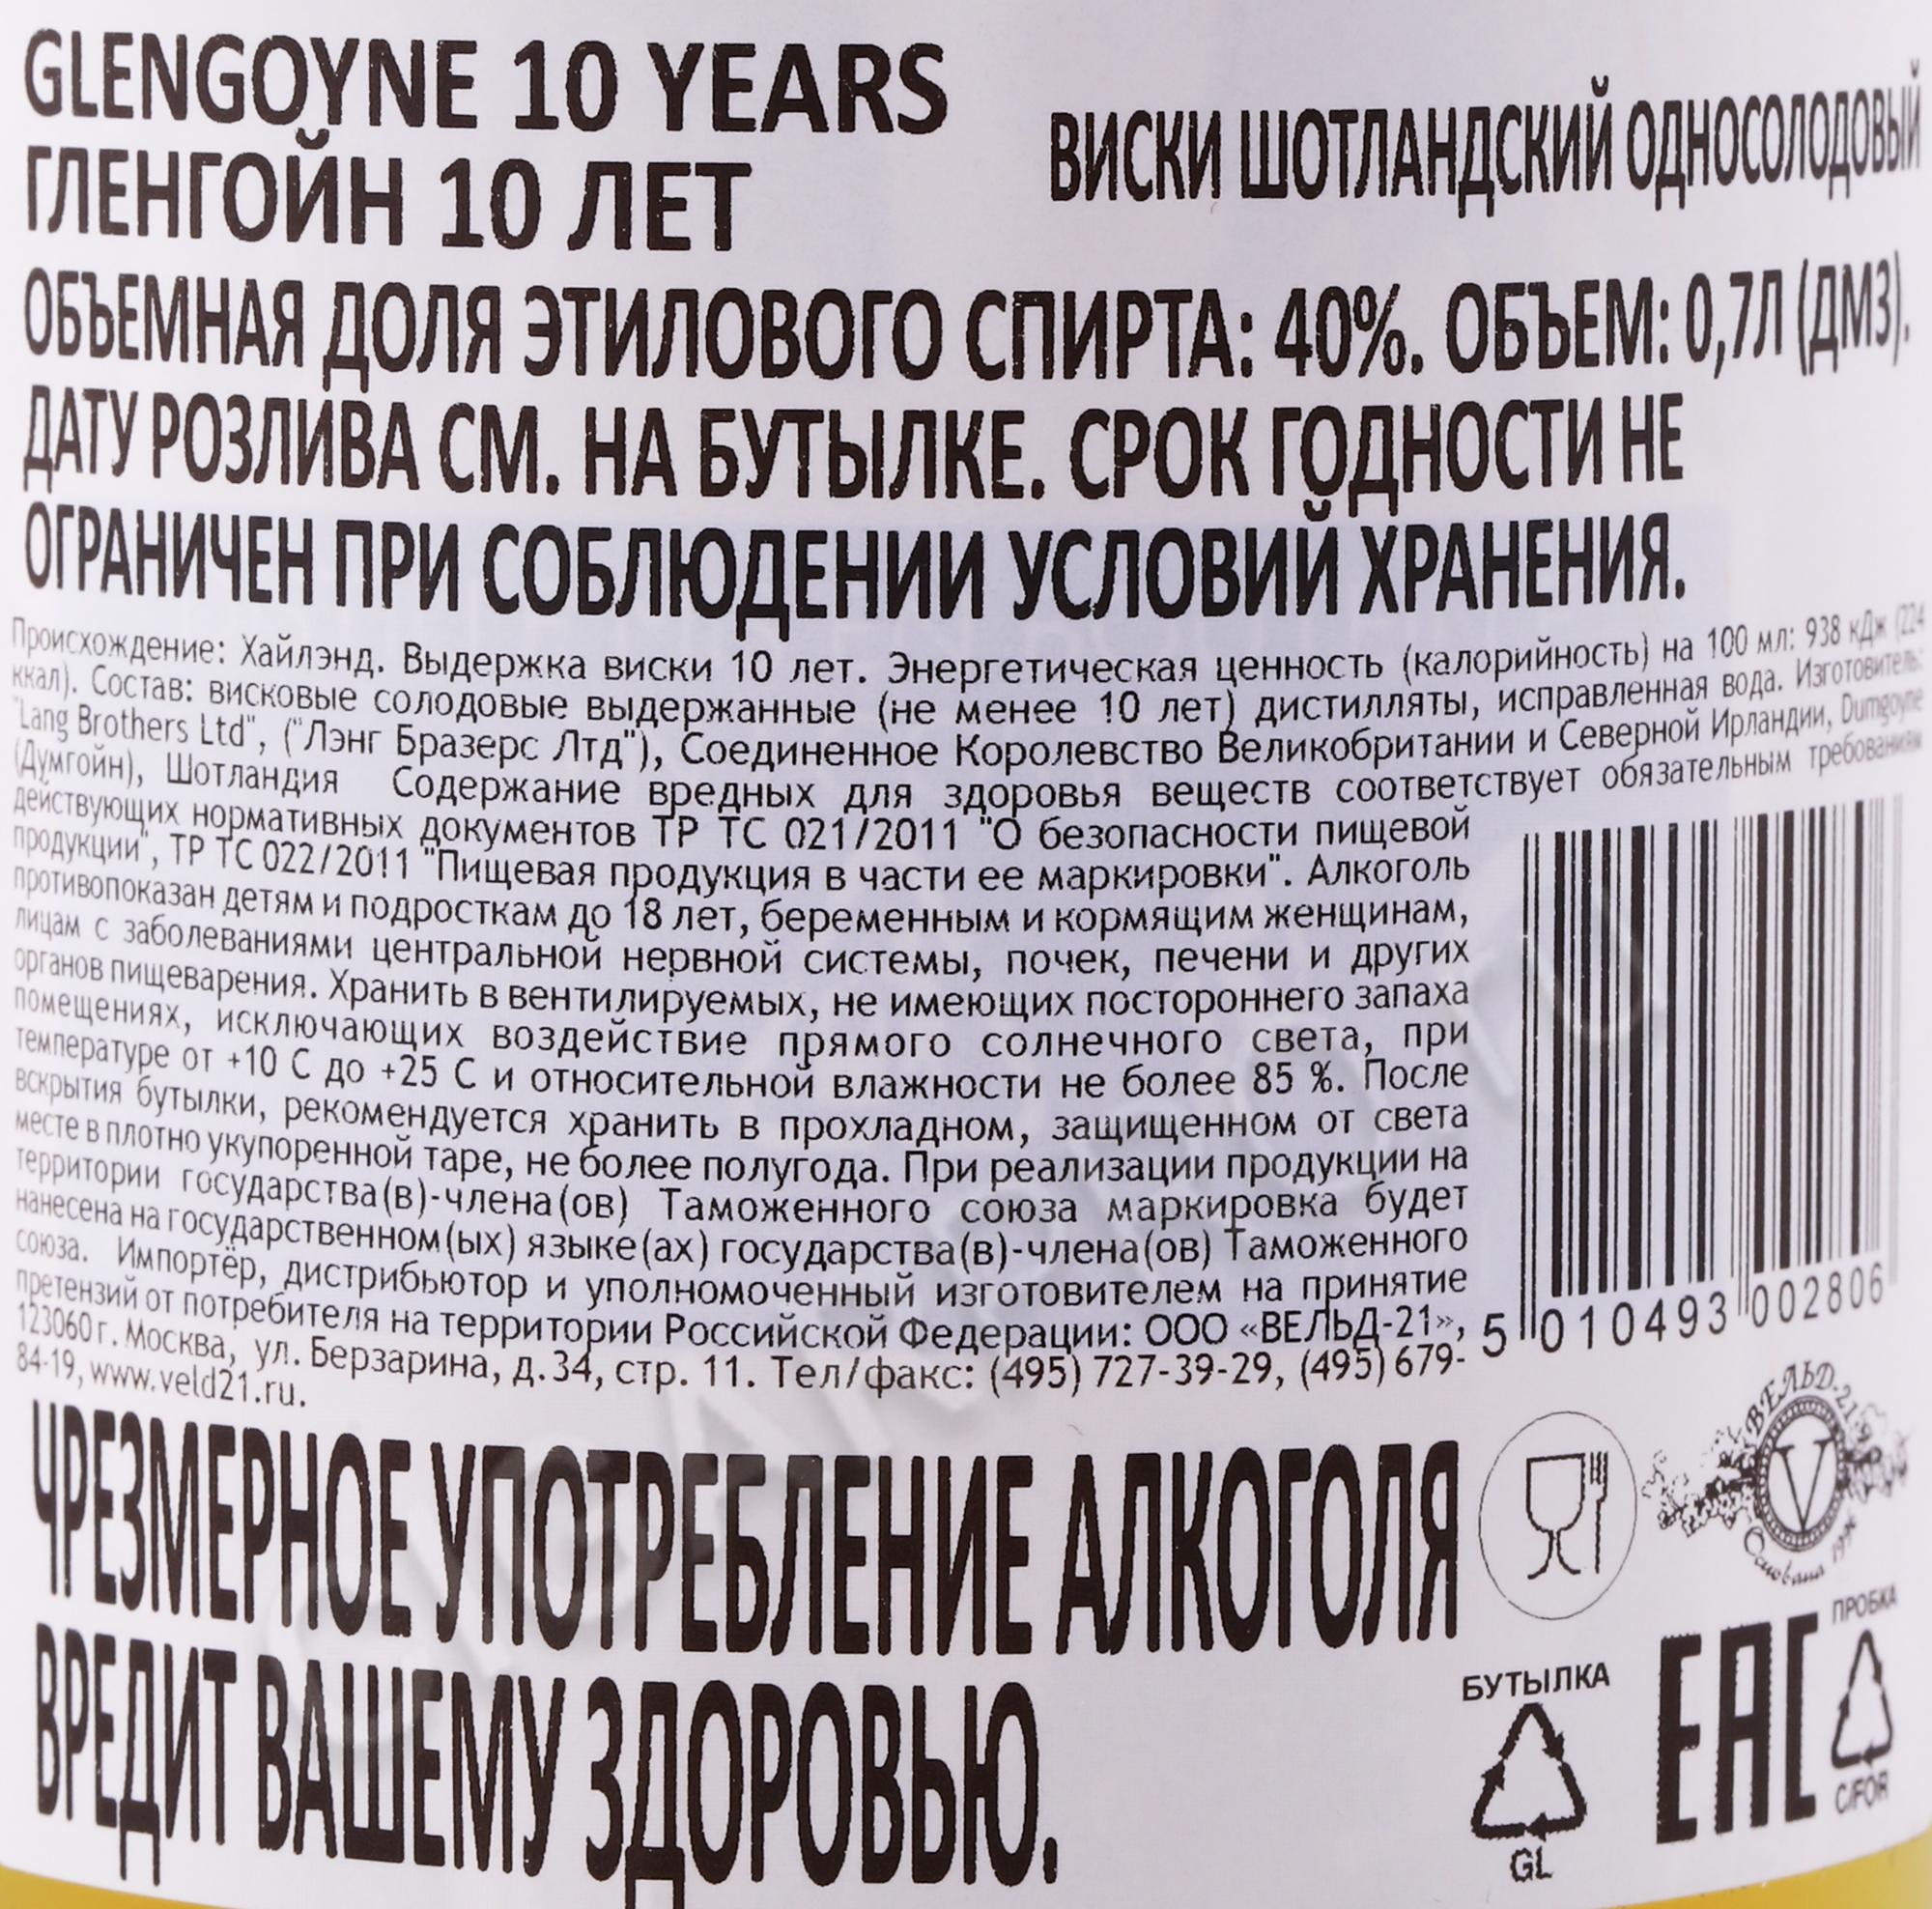 GLENGOYNE 10 YEARS
ГЛЕНГОЙН 10 ЛЕТ
ВИСКИ ШОТЛАНДСКИЙ ОДНОСОЛОДОВЫЙ
ОБЪЕМНАЯ ДОЛЯ ЭТИЛОВОГО СПИРТА: 40%. ОБЪЕМ: 0,7Л (ДМ3).
ДАТУ РОЗЛИВА СМ. НА БУТЫЛКЕ. СРОК ГОДНОСТИ НЕ
ОГРАНИЧЕН ПРИ СОБЛЮДЕНИИ УСЛОВИЙ ХРАНЕНИЯ.
Происхождение: Хайлэнд. Выдержка виски 10 лет. Энергетическая ценность (калорийность) на 100 мл: 938 кДж (224
ккал). Состав: висковые солодовые выдержанные (не менее 10 лет) дистилляты, исправленная вода. Изготовитель:
"Lang Brothers Ltd", ("Лэнг Бразерс Лтд"), Соединенное Королевство Великобритании и Северной Ирландии, Dumgoyne
(Думгойн), Шотландия Содержание вредных для здоровья веществ соответствует обязательным требованиям
действующих нормативных документов ТР ТС 021/2011 "О безопасности пищевой
продукции", ТР ТС 022/2011 "Пищевая продукция в части ее маркировки". Алкоголь
противопоказан детям и подросткам до 18 лет, беременным и кормящим женщинам,
лицам с заболеваниями центральной нервной системы, почек, печени и других
органов пищеварения. Хранить в вентилируемых, не имеющих постороннего запаха
помещениях, исключающих воздействие прямого солнечного света, при
температуре от +10 С до +25 С и относительной влажности не более 85 %. После
вскрытия бутылки, рекомендуется хранить в прохладном, защищенном от света
месте в плотно укупоренной таре, не более полугода. При реализации продукции на
территории государства(в)-члена(ов) Таможенного союза маркировка будет
нанесена на государственном(ых) языке(ах) государства(в)-члена(ов) Таможенного
союза. Импортёр, дистрибьютор и уполномоченный изготовителем на принятие
претензий от потребителя на территории Российской Федерации: ООО «ВЕЛЬД-21»,
123060 г. Москва, ул. Берзарина, д. 34, стр. 11. Тел/факс: (495) 727-39-29, (495) 679-
84-19, www.veld21.ru.
5 010493 002806
ЧРЕЗМЕРНОЕ УПОТРЕБЛЕНИЕ АЛКОГОЛЯ
ВРЕДИТ ВАШЕМУ ЗДОРОВЬЮ.
ВЕЛЬД-21
V
Основана
БУТЫЛКА
GL
EAC
ПРОБКА
C/FOR